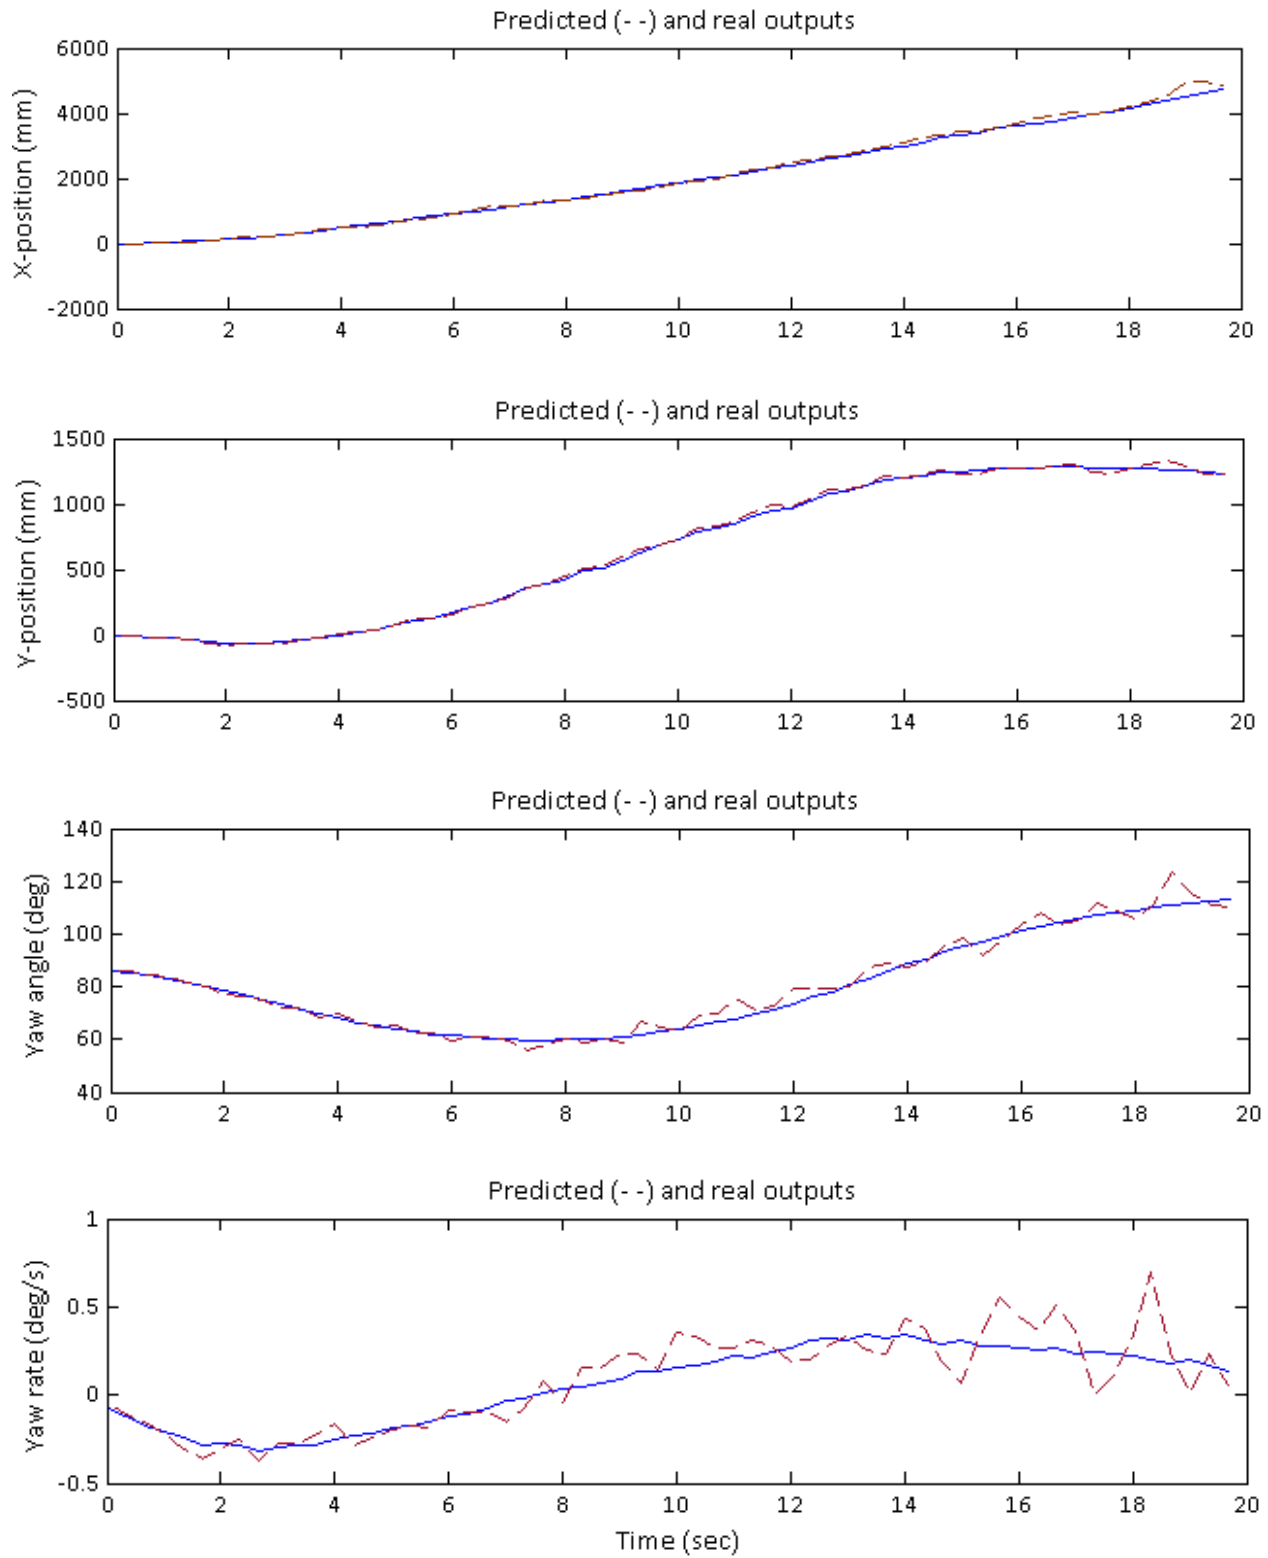 Predicted (- -) and real outputs
6000
4000
2000
0
-2000
X-position (mm)
0 2 4 6 8 10 12 14 16 18 20
Predicted (- -) and real outputs
1500
1000
500
0
-500
Y-position (mm)
0 2 4 6 8 10 12 14 16 18 20
Predicted (- -) and real outputs
140
120
100
80
60
40
Yaw angle (deg)
0 2 4 6 8 10 12 14 16 18 20
Predicted (- -) and real outputs
1
0.5
0
-0.5
Yaw rate (deg/s)
0 2 4 6 8 10 12 14 16 18 20
Time (sec)